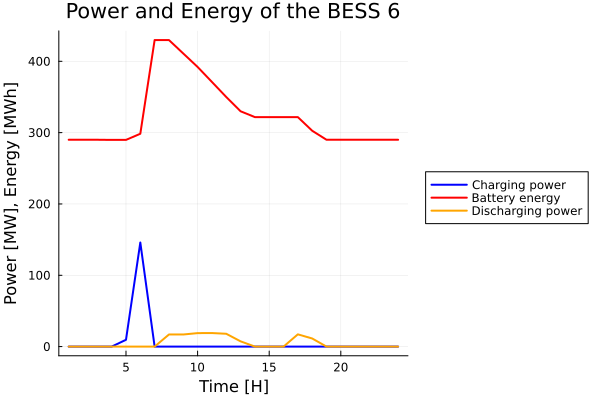 Power and Energy of the BESS 6
Power [MW], Energy [MWh]
400
300
200
100
0
5
10
15
20
Time [H]
Charging power
Battery energy
Discharging power